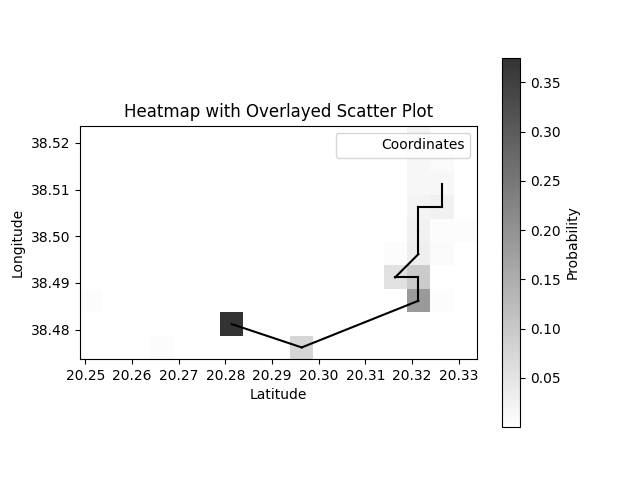 Heatmap with Overlayed Scatter Plot
Coordinates
38.52
38.51
38.50
38.49
38.48
Longitude
20.25 20.26 20.27 20.28 20.29 20.30 20.31 20.32 20.33
Latitude
0.35
0.30
0.25
0.20
0.15
0.10
0.05
Probability